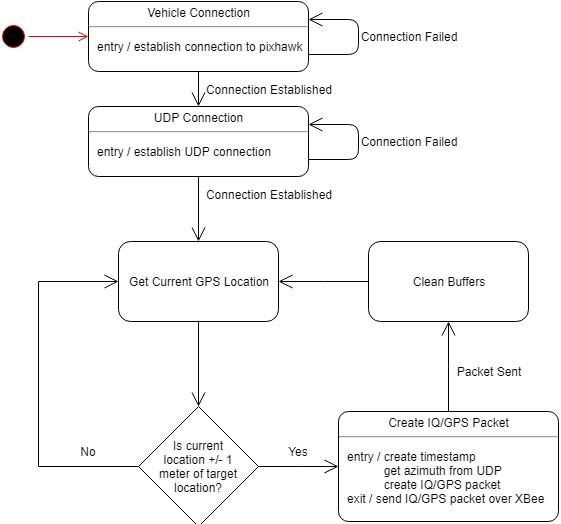 Vehicle Connection
entry / establish connection to pixhawk
Connection Failed
Connection Established
UDP Connection
entry / establish UDP connection
Connection Failed
Connection Established
Get Current GPS Location
Clean Buffers
Packet Sent
Is current
location +/- 1
meter of target
location?
No
Yes
Create IQ/GPS Packet
entry / create timestamp
get azimuth from UDP
create IQ/GPS packet
exit / send IQ/GPS packet over XBee